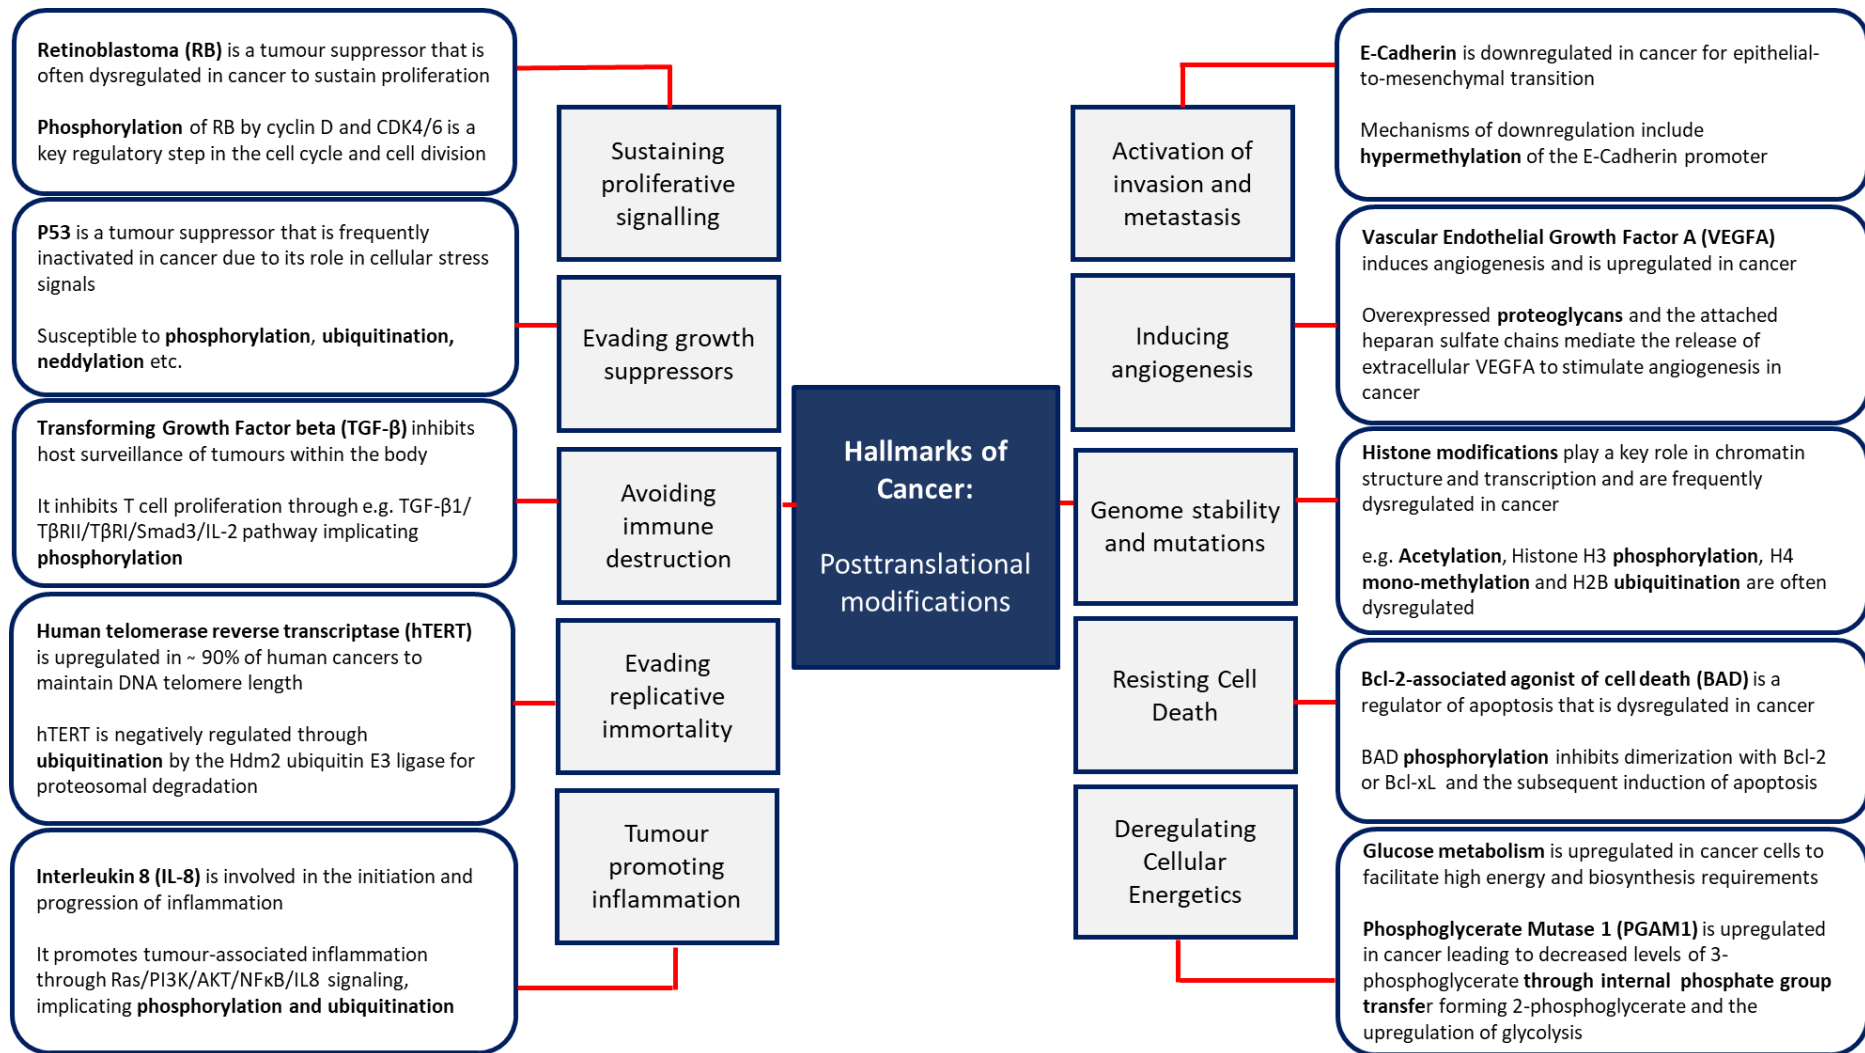 Retinoblastoma (RB) is a tumour suppressor that is
often dysregulated in cancer to sustain proliferation
Phosphorylation of RB by cyclin D and CDK4/6 is a
key regulatory step in the cell cycle and cell division
P53 is a tumour suppressor that is frequently
inactivated in cancer due to its role in cellular stress
signals
Susceptible to phosphorylation, ubiquitination,
neddylation etc.
Transforming Growth Factor beta (TGF-β) inhibits
host surveillance of tumours within the body
It inhibits T cell proliferation through e.g. TGF-β1/
TβRII/TβRI/Smad3/IL-2 pathway implicating
phosphorylation
Human telomerase reverse transcriptase (hTERT)
is upregulated in ~ 90% of human cancers to
maintain DNA telomere length
hTERT is negatively regulated through
ubiquitination by the Hdm2 ubiquitin E3 ligase for
proteosomal degradation
Interleukin 8 (IL-8) is involved in the initiation and
progression of inflammation
It promotes tumour-associated inflammation
through Ras/PI3K/AKT/NFκB/IL8 signaling,
implicating phosphorylation and ubiquitination
Sustaining
proliferative
signalling
Evading growth
suppressors
Avoiding
immune
destruction
Evading
replicative
immortality
Tumour
promoting
inflammation
Hallmarks of
Cancer:
Posttranslational
modifications
Activation of
invasion and
metastasis
Inducing
angiogenesis
Genome stability
and mutations
Resisting Cell
Death
Deregulating
Cellular
Energetics
E-Cadherin is downregulated in cancer for epithelial-
to-mesenchymal transition
Mechanisms of downregulation include
hypermethylation of the E-Cadherin promoter
Vascular Endothelial Growth Factor A (VEGFA)
induces angiogenesis and is upregulated in cancer
Overexpressed proteoglycans and the attached
heparan sulfate chains mediate the release of
extracellular VEGFA to stimulate angiogenesis in
cancer
Histone modifications play a key role in chromatin
structure and transcription and are frequently
dysregulated in cancer
e.g. Acetylation, Histone H3 phosphorylation, H4
mono-methylation and H2B ubiquitination are often
dysregulated
Bcl-2-associated agonist of cell death (BAD) is a
regulator of apoptosis that is dysregulated in cancer
BAD phosphorylation inhibits dimerization with Bcl-2
or Bcl-xL and the subsequent induction of apoptosis
Glucose metabolism is upregulated in cancer cells to
facilitate high energy and biosynthesis requirements
Phosphoglycerate Mutase 1 (PGAM1) is upregulated
in cancer leading to decreased levels of 3-
phosphoglycerate through internal phosphate group
transfer forming 2-phosphoglycerate and the
upregulation of glycolysis